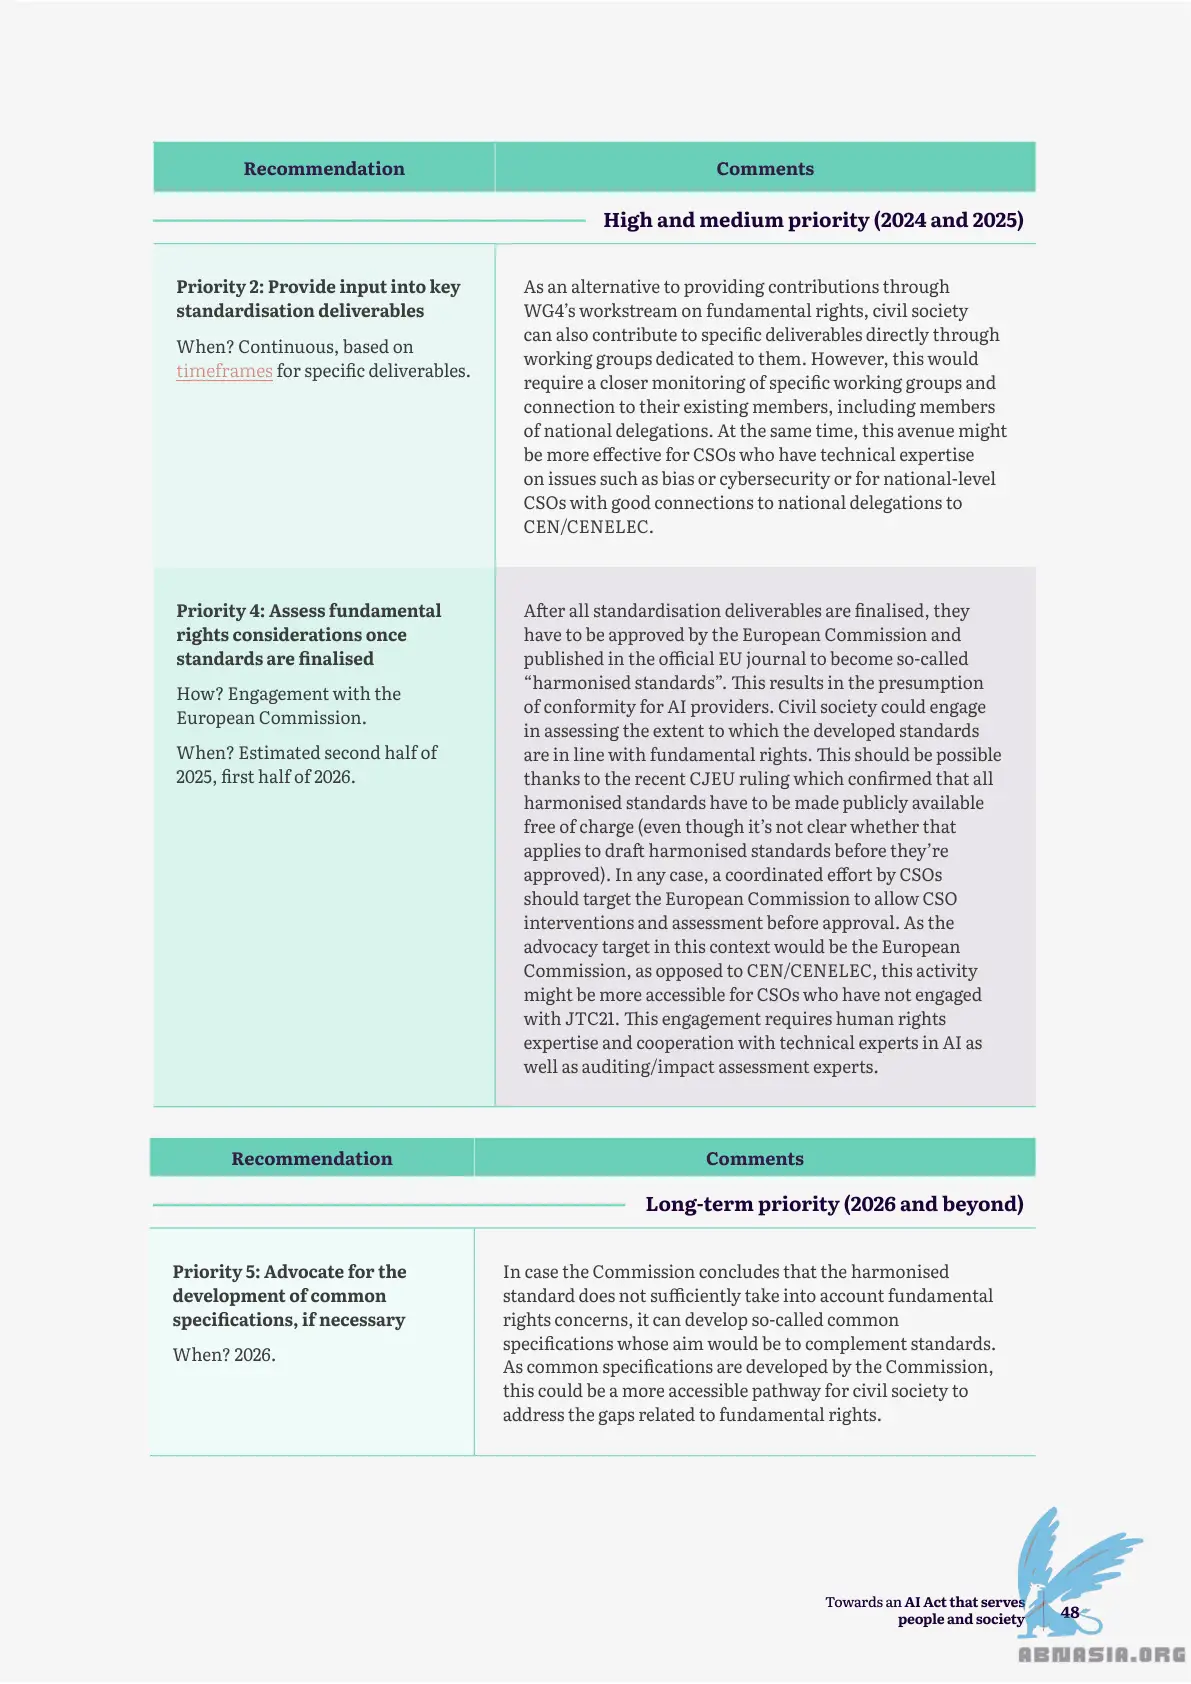 Recommendation
Comments
High and medium priority (2024 and 2025)
Priority 2: Provide input into key
standardisation deliverables
When? Continuous, based on
timeframes for specific deliverables.
As an alternative to providing contributions through
WG4’s workstream on fundamental rights, civil society
can also contribute to specific deliverables directly through
working groups dedicated to them. However, this would
require a closer monitoring of specific working groups and
connection to their existing members, including members
of national delegations. At the same time, this avenue might
be more effective for CSOs who have technical expertise
on issues such as bias or cybersecurity or for national-level
CSOs with good connections to national delegations to
CEN/CENELEC.
Priority 4: Assess fundamental
rights considerations once
standards are finalised
How? Engagement with the
European Commission.
When? Estimated second half of
2025, first half of 2026.
After all standardisation deliverables are finalised, they
have to be approved by the European Commission and
published in the official EU journal to become so-called
“harmonised standards”. This results in the presumption
of conformity for AI providers. Civil society could engage
in assessing the extent to which the developed standards
are in line with fundamental rights. This should be possible
thanks to the recent CJEU ruling which confirmed that all
harmonised standards have to be made publicly available
free of charge (even though it’s not clear whether that
applies to draft harmonised standards before they’re
approved). In any case, a coordinated effort by CSOs
should target the European Commission to allow CSO
interventions and assessment before approval. As the
advocacy target in this context would be the European
Commission, as opposed to CEN/CENELEC, this activity
might be more accessible for CSOs who have not engaged
with JTC21. This engagement requires human rights
expertise and cooperation with technical experts in AI as
well as auditing/impact assessment experts.
Recommendation
Comments
Long-term priority (2026 and beyond)
Priority 5: Advocate for the
development of common
specifications, if necessary
When? 2026.
In case the Commission concludes that the harmonised
standard does not sufficiently take into account fundamental
rights concerns, it can develop so-called common
specifications whose aim would be to complement standards.
As common specifications are developed by the Commission,
this could be a more accessible pathway for civil society to
address the gaps related to fundamental rights.
Towards an AI Act that serves
people and society
48
ABNASIA.ORG